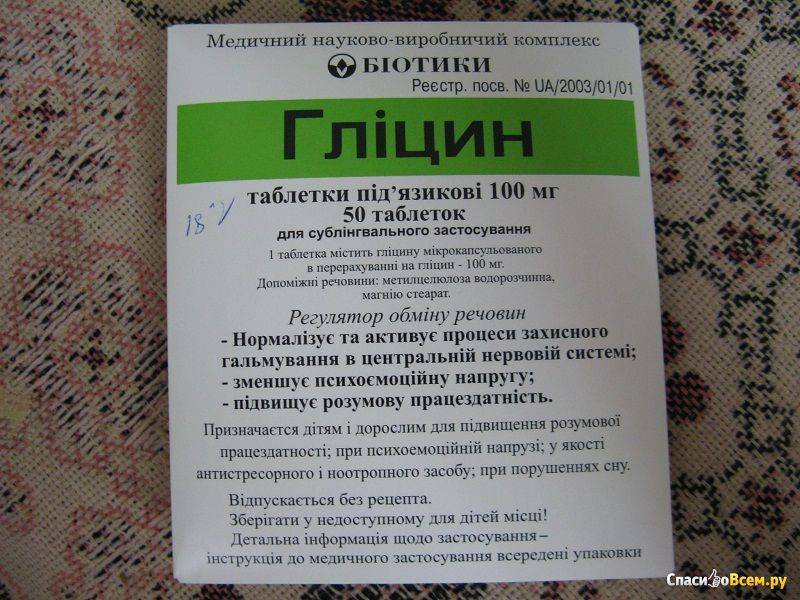 Медичний науково-виробничий комплекс
БІОТИКИ
Реєстр. посв. № UA/2003/01/01
Гліцин
таблетки під’язикові 100 мг
50 таблеток
для сублінгвального застосування
1 таблетка містить гліцину мікрокапсульованого
в перерахуванні на гліцин - 100 мг.
Допоміжні речовини: метилцелюлоза водорозчинна,
магнію стеарат.
Регулятор обміну речовин
- Нормалізує та активує процеси захисного
гальмування в центральній нервовій системі;
- зменшує психоємоційну напругу;
- підвищує розумову працездатність.
Призначається дітям і дорослим для підвищення розумової
працездатності; при психоемоційній напрузі; у якості
антистресорного і ноотропного засобу; при порушеннях сну.
Відпускається без рецепта.
Зберігати у недоступному для дітей місці!
Детальна інформація щодо застосування–
інструкція до медичного застосування всередені упаковки
18
СпасибоВсем.ру